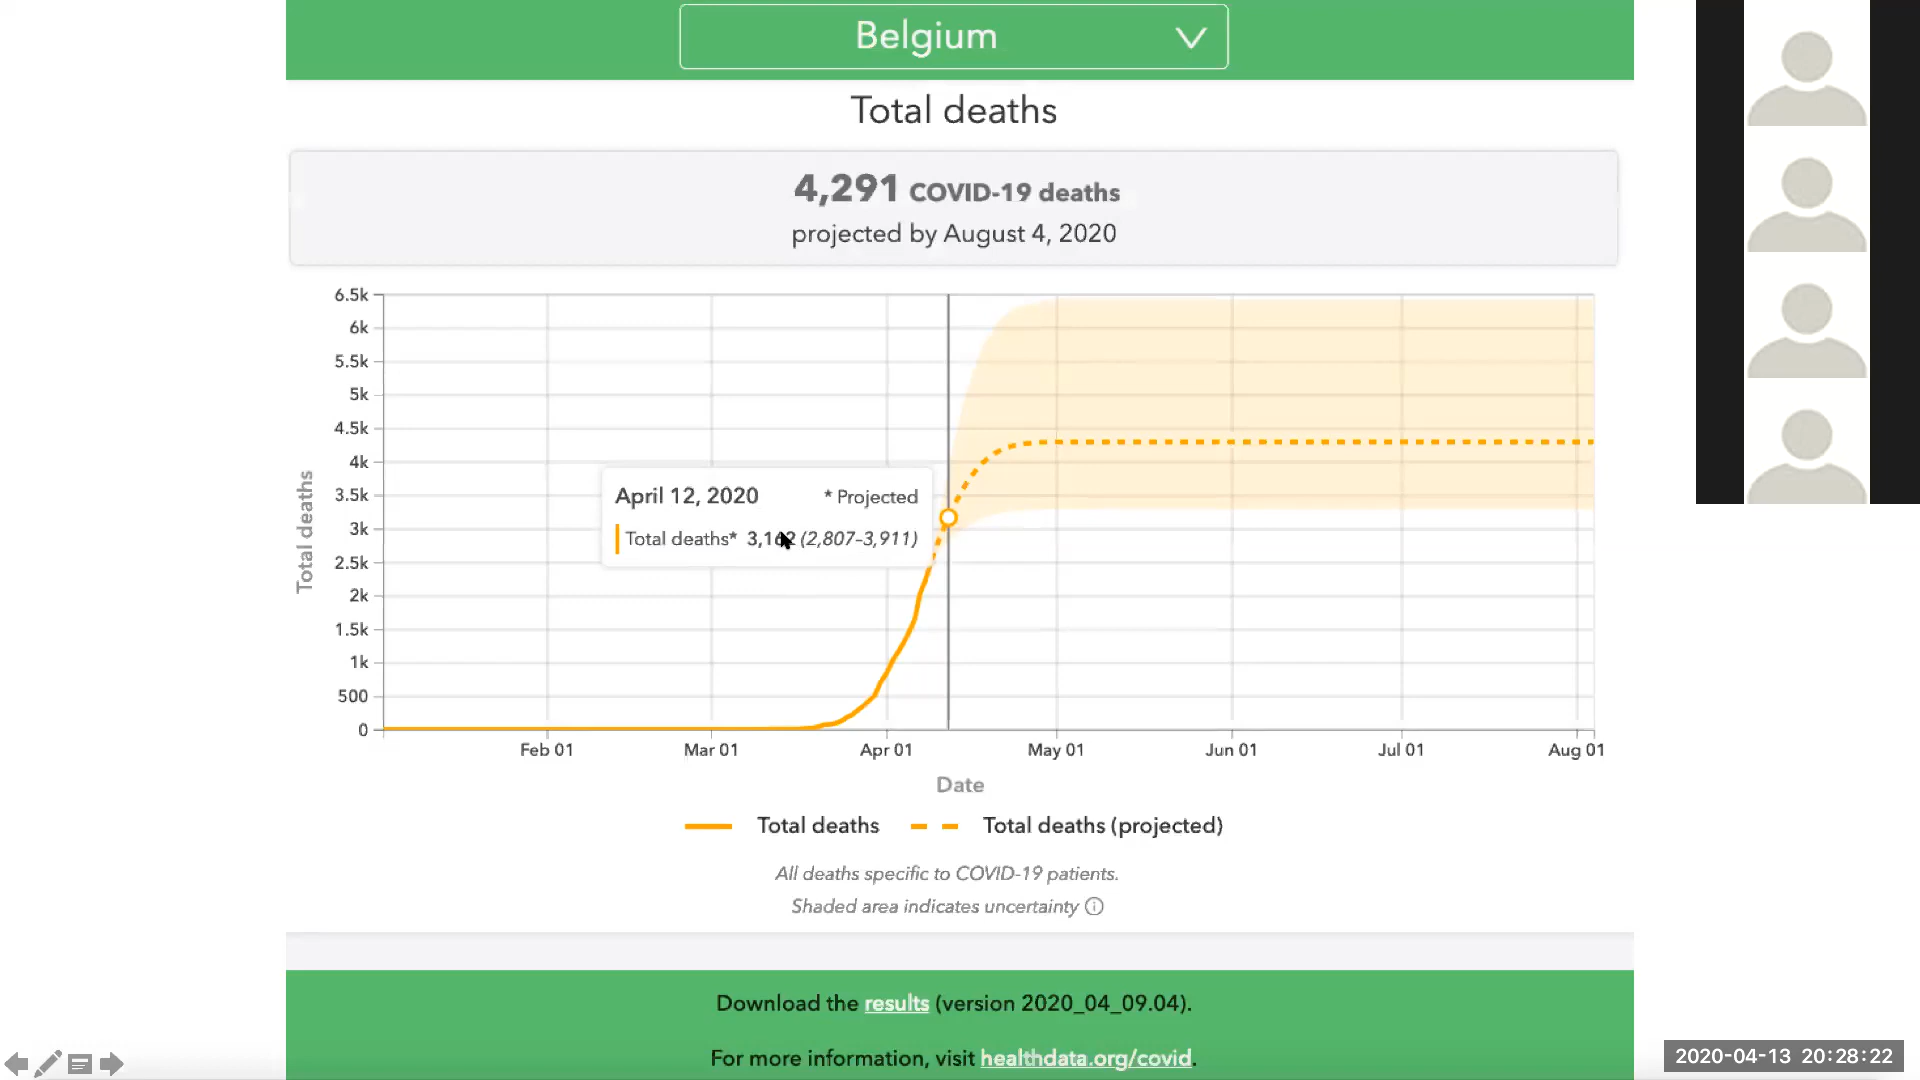 Belgium
Total deaths
4,291 COVID-19 deaths
projected by August 4, 2020
6.5k
6k
5.5k
5k
4.5k
4k
3.5k
3k
2.5k
2k
1.5k
1k
500
0
Total deaths
April 12, 2020 * Projected
Total deaths* (2,807–3,911)
Feb 01 Mar 01 Apr 01 May 01 Jun 01 Jul 01 Aug 01
Date
Total deaths Total deaths (projected)
All deaths specific to COVID-19 patients.
Shaded area indicates uncertainty
Download the results (version 2020_04_09.04).
For more information, visit healthdata.org/covid.
2020-04-13 20:28:22